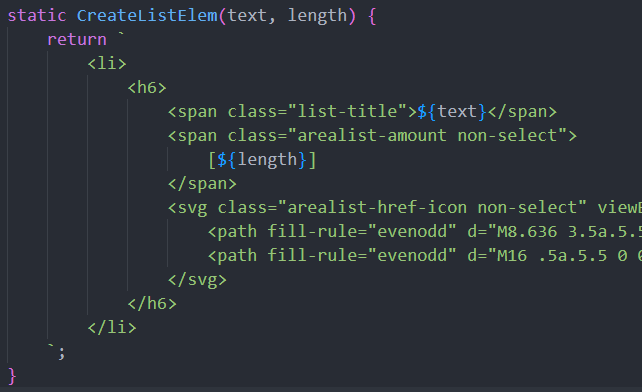 static CreateListElem(text, length) {
return `
<li>
<h6>
<span class="list-title">${text}</span>
<span class="arealist-amount non-select">
[${length}]
</span>
<svg class="arealist-href-icon non-select"
<path fill-rule="evenodd" d="M8.636 3.5a.5.5
<path fill-rule="evenodd" d="M16 .5a.5.5 0
</svg>
</h6>
</li>
`;
}